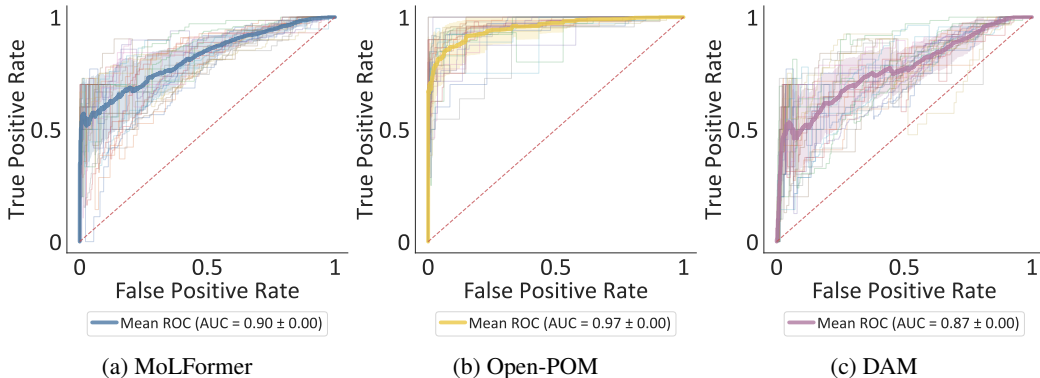 True Positive Rate
1
0.5
0
0
0.5
1
False Positive Rate
Mean ROC (AUC = 0.90 ± 0.00)
(a) MoLFormer
True Positive Rate
1
0.5
0
0
0.5
1
False Positive Rate
Mean ROC (AUC = 0.97 ± 0.00)
(b) Open-POM
True Positive Rate
1
0.5
0
0
0.5
1
False Positive Rate
Mean ROC (AUC = 0.87 ± 0.00)
(c) DAM